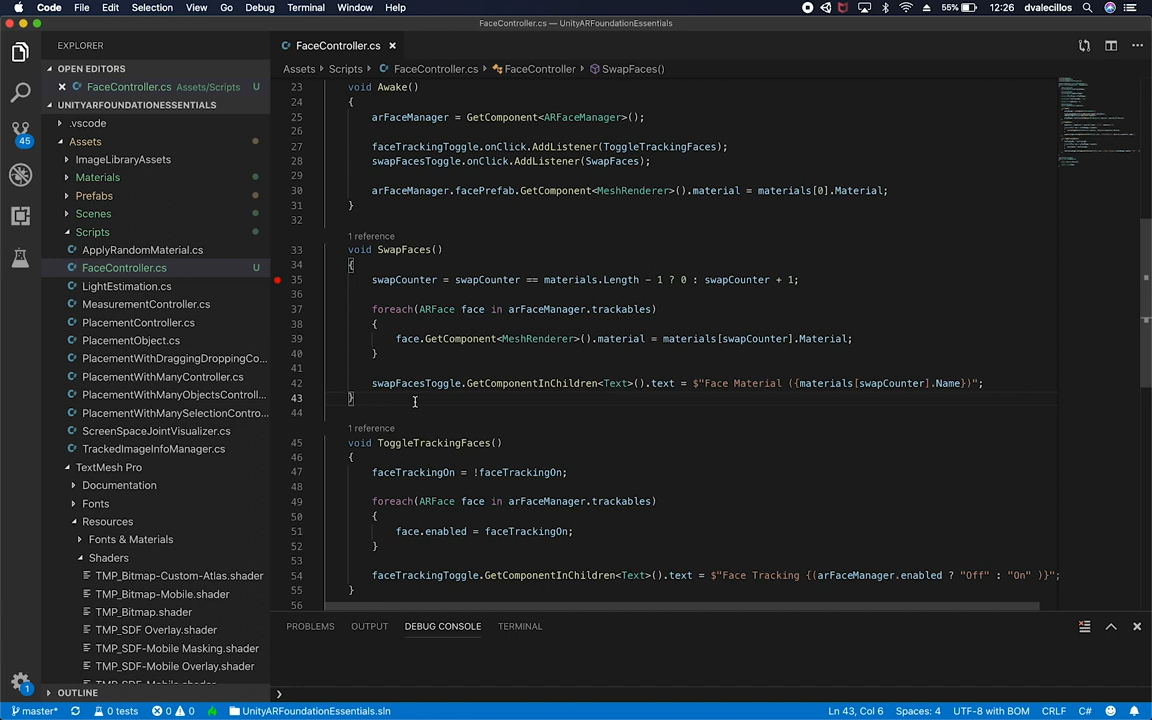 Code File Edit Selection View Go Debug Terminal Window Help 55% 12:26 dvalecillos
FaceController.cs — UnityARFoundationEssentials
EXPLORER
OPEN EDITORS
FaceController.cs Assets/Scripts U
UNITYARFOUNDATIONESSENTIALS
.vscode
Assets
ImageLibraryAssets
Materials
Prefabs
Scenes
Scripts
ApplyRandomMaterial.cs
FaceController.cs U
LightEstimation.cs
MeasurementController.cs
PlacementController.cs
PlacementObject.cs
PlacementWithDraggingDroppingCo...
PlacementWithManyController.cs
PlacementWithManyObjectsControll...
PlacementWithManySelectionContro...
ScreenSpaceJointVisualizer.cs
TrackedImageInfoManager.cs
TextMesh Pro
Documentation
Fonts
Resources
Fonts & Materials
Shaders
TMP_Bitmap-Custom-Atlas.shader
TMP_Bitmap-Mobile.shader
TMP_Bitmap.shader
TMP_SDF Overlay.shader
TMP_SDF-Mobile Masking.shader
TMP_SDF-Mobile Overlay.shader
OUTLINE
45
1
FaceController.cs
Assets Scripts FaceController.cs FaceController SwapFaces()
23 void Awake()
24 {
25 arFaceManager = GetComponent<ARFaceManager>();
26
27 faceTrackingToggle.onClick.AddListener(ToggleTrackingFaces);
28 swapFacesToggle.onClick.AddListener(SwapFaces);
29
30 arFaceManager.facePrefab.GetComponent<MeshRenderer>().material = materials[0].Material;
31 }
32
1 reference
33 void SwapFaces()
34 {
35 swapCounter = swapCounter == materials.Length - 1 ? 0 : swapCounter + 1;
36
37 foreach(ARFace face in arFaceManager.trackables)
38 {
39 face.GetComponent<MeshRenderer>().material = materials[swapCounter].Material;
40 }
41
42 swapFacesToggle.GetComponentInChildren<Text>().text = $"Face Material ({materials[swapCounter].Name})";
43 }
44
1 reference
45 void ToggleTrackingFaces()
46 {
47 faceTrackingOn = !faceTrackingOn;
48
49 foreach(ARFace face in arFaceManager.trackables)
50 {
51 face.enabled = faceTrackingOn;
52 }
53
54 faceTrackingToggle.GetComponentInChildren<Text>().text = $"Face Tracking {(arFaceManager.enabled ? "Off" : "On" )}";
55 }
56
PROBLEMS OUTPUT DEBUG CONSOLE TERMINAL
master* 0 tests 0 0 UnityARFoundationEssentials.sln Ln 43, Col 6 Spaces: 4 UTF-8 with BOM CRLF C#